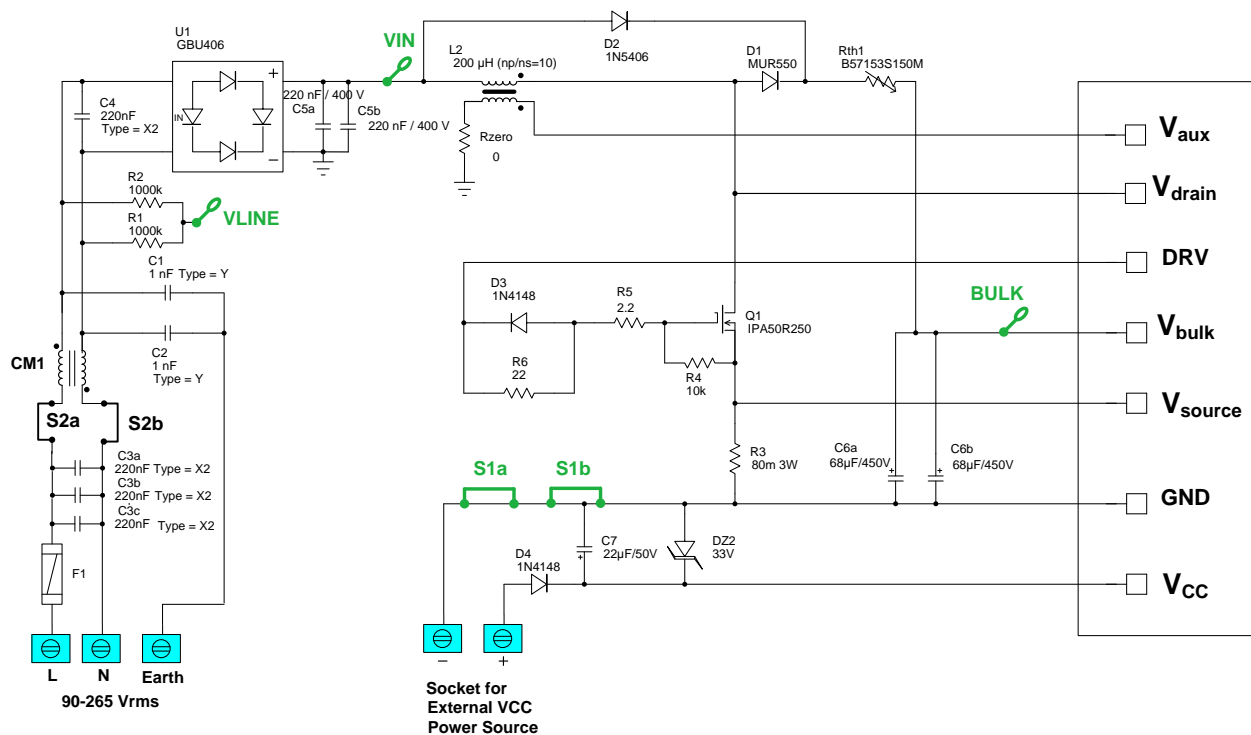 U1
GBU406
VIN
L2
200 µH (np/ns=10)
D2
1N5406
D1
MUR550
Rth1
B57153S150M
C4
220nF
Type = X2
IN
+
−
220 nF / 400 V
C5a
C5b
220 nF / 400 V
Rzero
0
Vaux
Vdrain
R2
1000k
R1
1000k
VLINE
C1
1 nF Type = Y
C2
1 nF
Type = Y
CM1
DRV
D3
1N4148
R5
2.2
Q1
IPA50R250
BULK
Vbulk
R6
22
R4
10k
Vsource
S2a
S2b
C3a
220nF Type = X2
C3b
220nF Type = X2
C3c
220nF Type = X2
R3
80m 3W
C6a
68µF/450V
+
C6b
68µF/450V
+
S1a
S1b
GND
C7
22µF/50V
+
DZ2
33V
D4
1N4148
VCC
F1
L
N
Earth
90-265 Vrms
−
+
Socket for
External VCC
Power Source